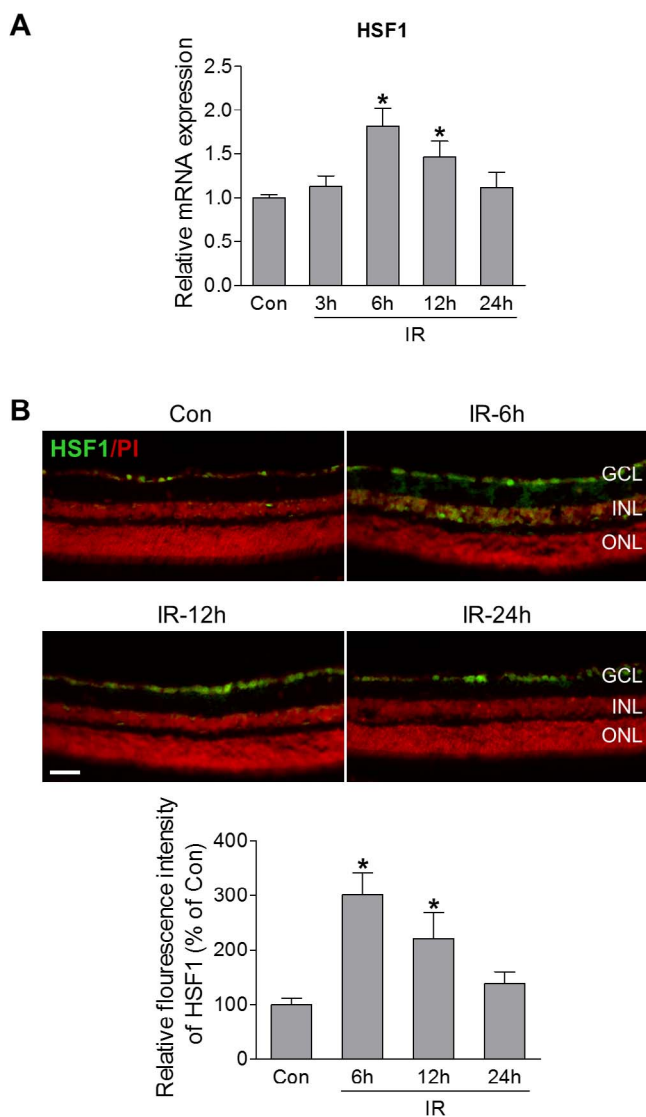 A
HSF1
Relative mRNA expression
2.5
2.0
1.5
1.0
0.5
0.0
*
*
Con
3h
6h
12h
24h
IR
B
Con
IR-6h
HSF1/PI
GCL
INL
ONL
IR-12h
IR-24h
GCL
INL
ONL
Relative flourescence intensity
of HSF1 (% of Con)
400
300
200
100
0
*
*
Con
6h
12h
24h
IR